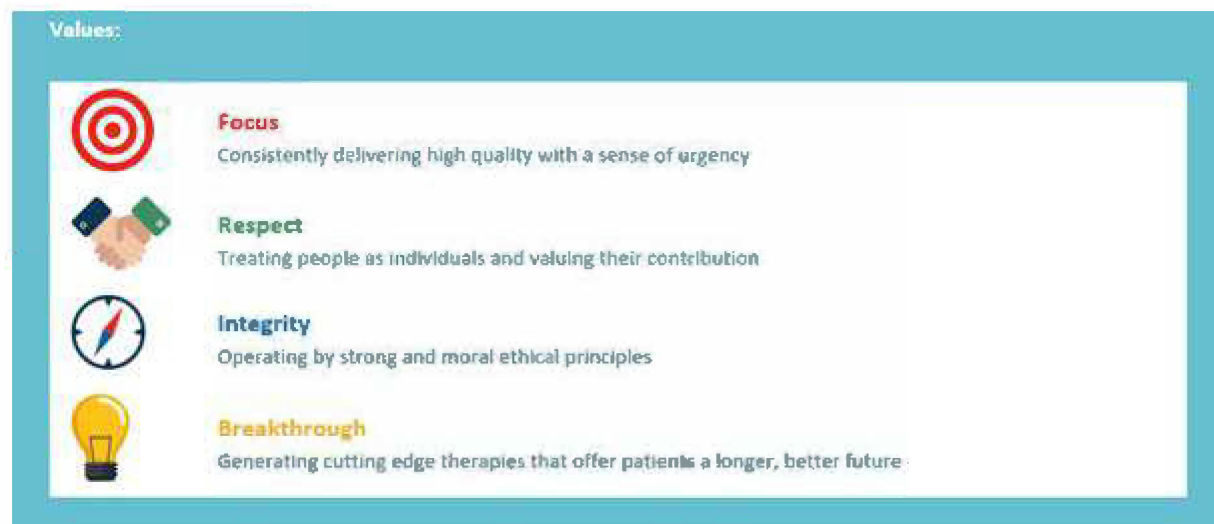 Values:
Focus
Consistently delivering high quality with a sense of urgency
Respect
Treating people as individuals and valuing their contribution
Integrity
Operating by strong and moral ethical principles
Breakthrough
Generating cutting edge therapies that offer patients a longer, better future